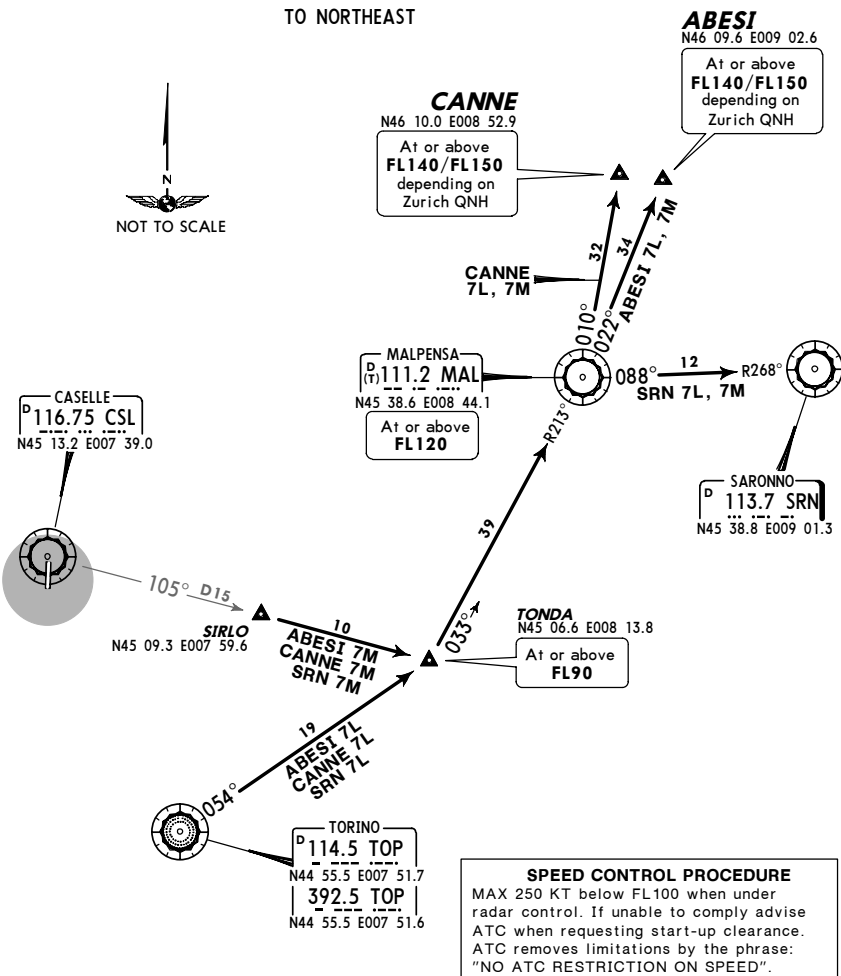 TO NORTHEAST
ABESI
N46 09.6 E009 02.6
At or above
FL140/FL150
depending on
Zurich QNH
CANNE
N46 10.0 E008 52.9
At or above
FL140/FL150
depending on
Zurich QNH
N
NOT TO SCALE
32
34
ABESI 7L, 7M
CANNE
7L, 7M
010°
022°
MALPENSA
D
(T) 111.2 MAL
N45 38.6 E008 44.1
At or above
FL120
088°
12
R268°
SRN 7L, 7M
R213°
CASELLE
D 116.75 CSL
N45 13.2 E007 39.0
SARONNO
D 113.7 SRN
N45 38.8 E009 01.3
39
105° D15
SIRLO
N45 09.3 E007 59.6
10
ABESI 7M
CANNE 7M
SRN 7M
033°
TONDA
N45 06.6 E008 13.8
At or above
FL90
19
ABESI 7L
CANNE 7L
SRN 7L
054°
TORINO
D 114.5 TOP
N44 55.5 E007 51.7
392.5 TOP
N44 55.5 E007 51.6
SPEED CONTROL PROCEDURE
MAX 250 KT below FL100 when under
radar control. If unable to comply advise
ATC when requesting start-up clearance.
ATC removes limitations by the phrase:
"NO ATC RESTRICTION ON SPEED".